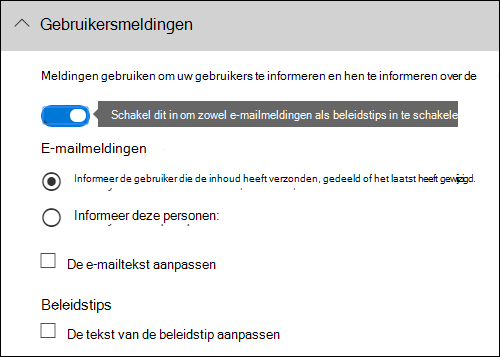 Gebruikersmeldingen
Meldingen gebruiken om uw gebruikers te informeren en hen te informeren over de
Schakel dit in om zowel e-mailmeldingen als beleidstips in te schakele
E-mailmeldingen
Informeer de gebruiker die de inhoud heeft verzonden, gedeeld of het laatst heeft gewijzigd.
Informeer deze personen:
De e-mailtekst aanpassen
Beleidstips
De tekst van de beleidstip aanpassen